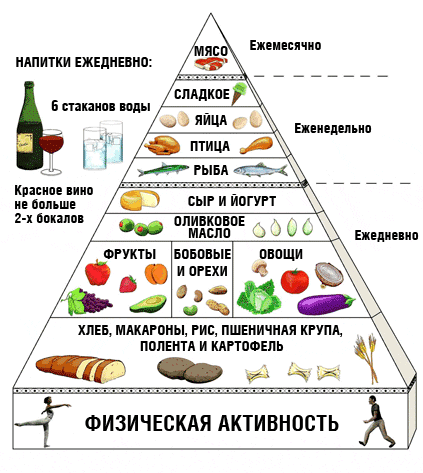 МЯСО
Ежемесячно
НАПИТКИ ЕЖЕДНЕВНО:
6 стаканов воды
Красное вино
не больше
2-х бокалов
СЛАДКОЕ
ЯЙЦА
ПТИЦА
РЫБА
Еженедельно
СЫР И ЙОГУРТ
ОЛИВКОВОЕ
МАСЛО
Ежедневно
ФРУКТЫ
БОБОВЫЕ
И ОРЕХИ
ОВОЩИ
ХЛЕБ, МАКАРОНЫ, РИС, ПШЕНИЧНАЯ КРУПА,
ПОЛЕНТА И КАРТОФЕЛЬ
ФИЗИЧЕСКАЯ АКТИВНОСТЬ